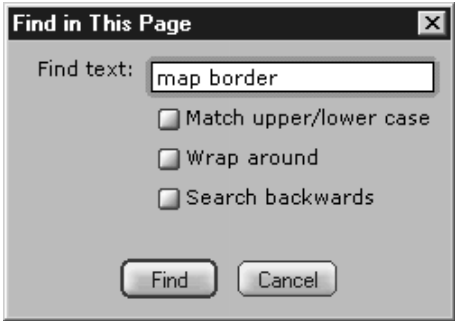 Find in This Page
Find text: map border
Match upper/lower case
Wrap around
Search backwards
Find Cancel